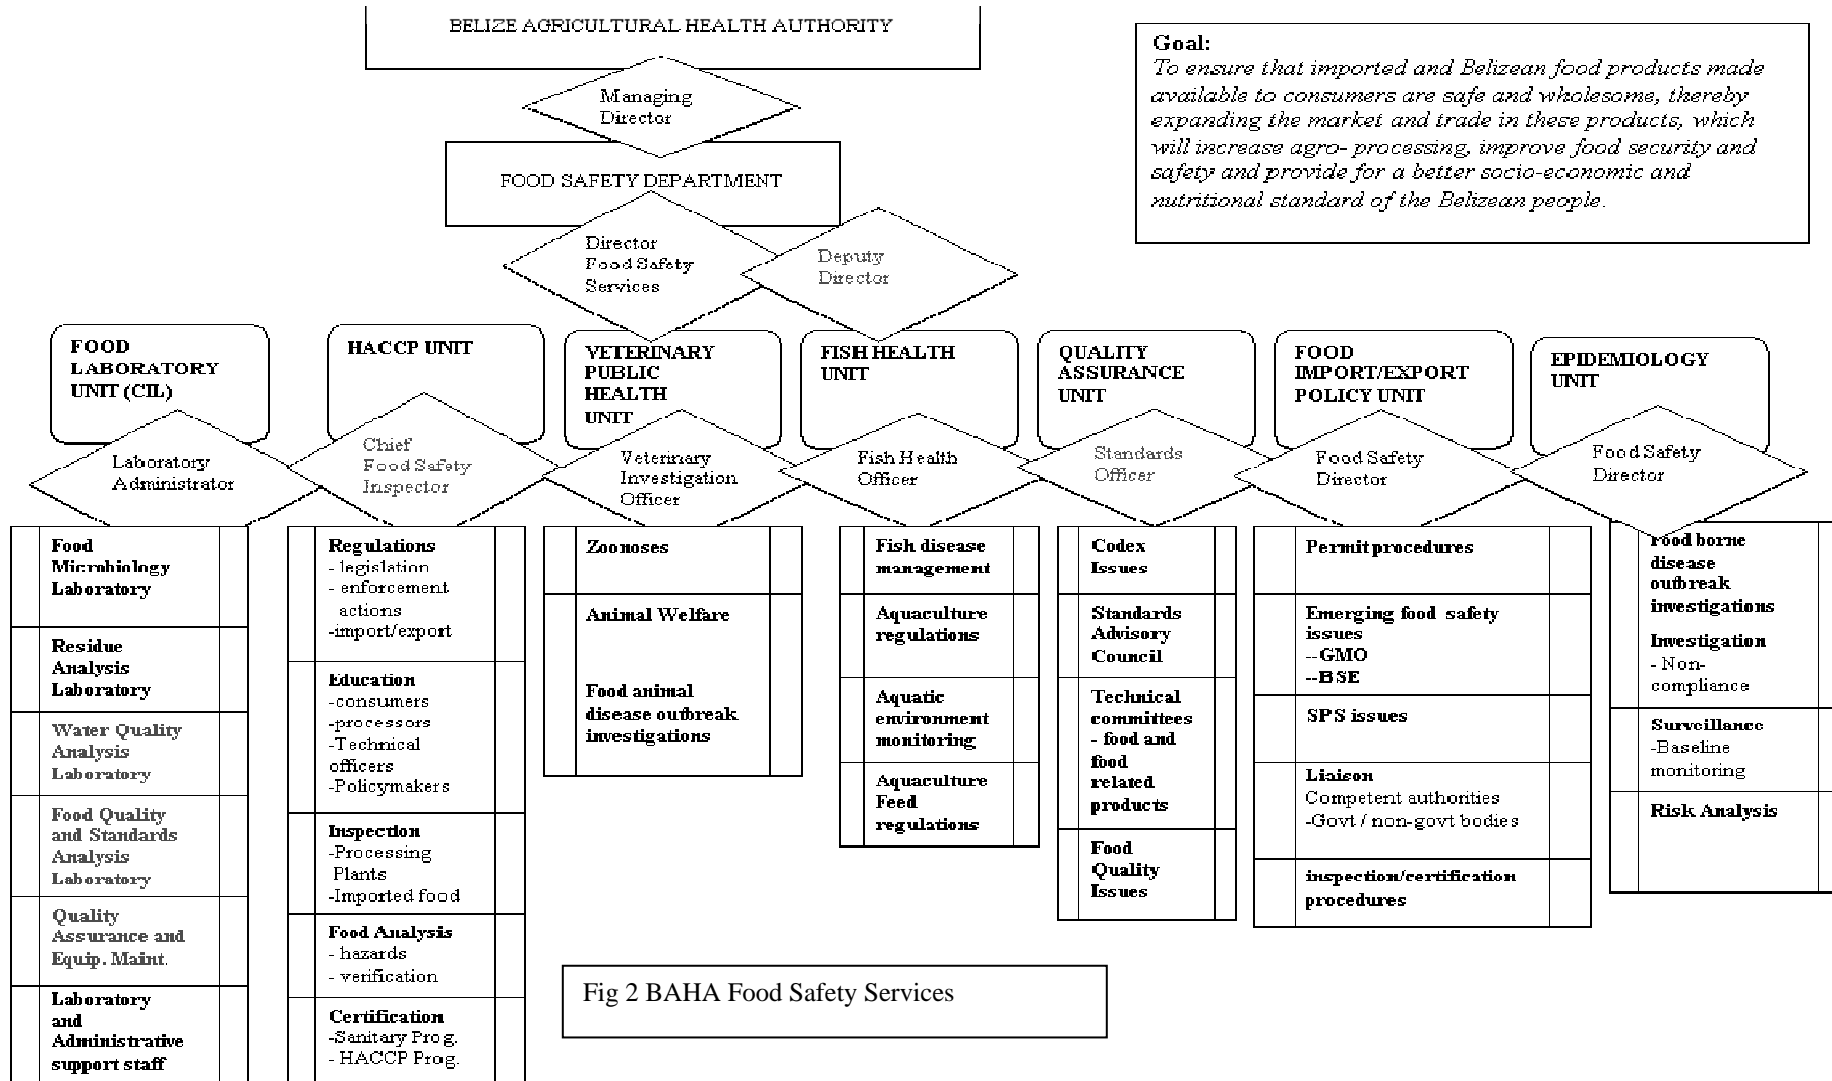 BELIZE AGRICULTURAL HEALTH AUTHORITY
Managing
Director
FOOD SAFETY DEPARTMENT
Director
Food Safety
Services
Deputy
Director
Goal:
To ensure that imported and Belizean food products made
available to consumers are safe and wholesome, thereby
expanding the market and trade in these products, which
will increase agro- processing, improve food security and
safety and provide for a better socio-economic and
nutritional standard of the Belizean people.
FOOD
LABORATORY
UNIT (CIL)
Laboratory
Administrator
Food
Microbiology
Laboratory
Residue
Analysis
Laboratory
Water Quality
Analysis
Laboratory
Food Quality
and Standards
Analysis
Laboratory
Quality
Assurance and
Equip. Maint.
Laboratory
and
Administrative
support staff
HACCP UNIT
Chief
Food Safety
Inspector
Regulations
- legislation
- enforcement
actions
-import/export
Education
-consumers
-processors
-Technical
officers
-Policymakers
Inspection
-Processing
Plants
-Imported food
Food Analysis
- hazards
- verification
Certification
-Sanitary Prog.
- HACCP Prog.
VETERINARY
PUBLIC
HEALTH
UNIT
Veterinary
Investigation
Officer
Zoonoses
Animal Welfare
Food animal
disease outbreak
investigations
FISH HEALTH
UNIT
Fish Health
Officer
Fish disease
management
Aquaculture
regulations
Aquatic
environment
monitoring
Aquaculture
Feed
regulations
QUALITY
ASSURANCE
UNIT
Standards
Officer
Codex
Issues
Standards
Advisory
Council
Technical
committees
- food and
food
related
products
Food
Quality
Issues
FOOD
IMPORT/EXPORT
POLICY UNIT
Food Safety
Director
Permit procedures
Emerging food safety
issues
--GMO
--BSE
SPS issues
Liaison
Competent authorities
-Govt / non-govt bodies
inspection/certification
procedures
EPIDEMIOLOGY
UNIT
Food Safety
Director
Food borne
disease
outbreak
investigations
Investigation
- Non-
compliance
Surveillance
-Baseline
monitoring
Risk Analysis
Fig 2 BAHA Food Safety Services